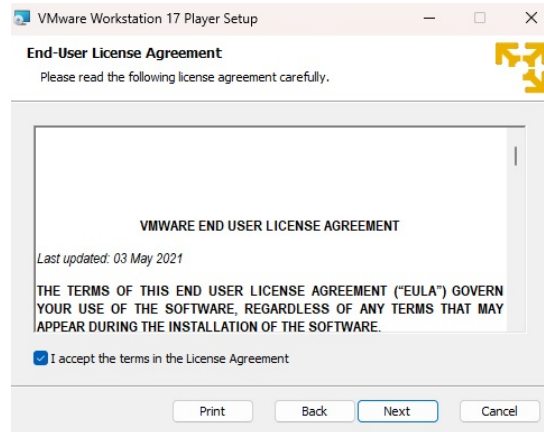 VMware Workstation 17 Player Setup
End-User License Agreement
Please read the following license agreement carefully.
VMWARE END USER LICENSE AGREEMENT
Last updated: 03 May 2021
THE TERMS OF THIS END USER LICENSE AGREEMENT (“EULA”) GOVERN
YOUR USE OF THE SOFTWARE, REGARDLESS OF ANY TERMS THAT MAY
APPEAR DURING THE INSTALLATION OF THE SOFTWARE.
I accept the terms in the License Agreement
Print Back Next Cancel